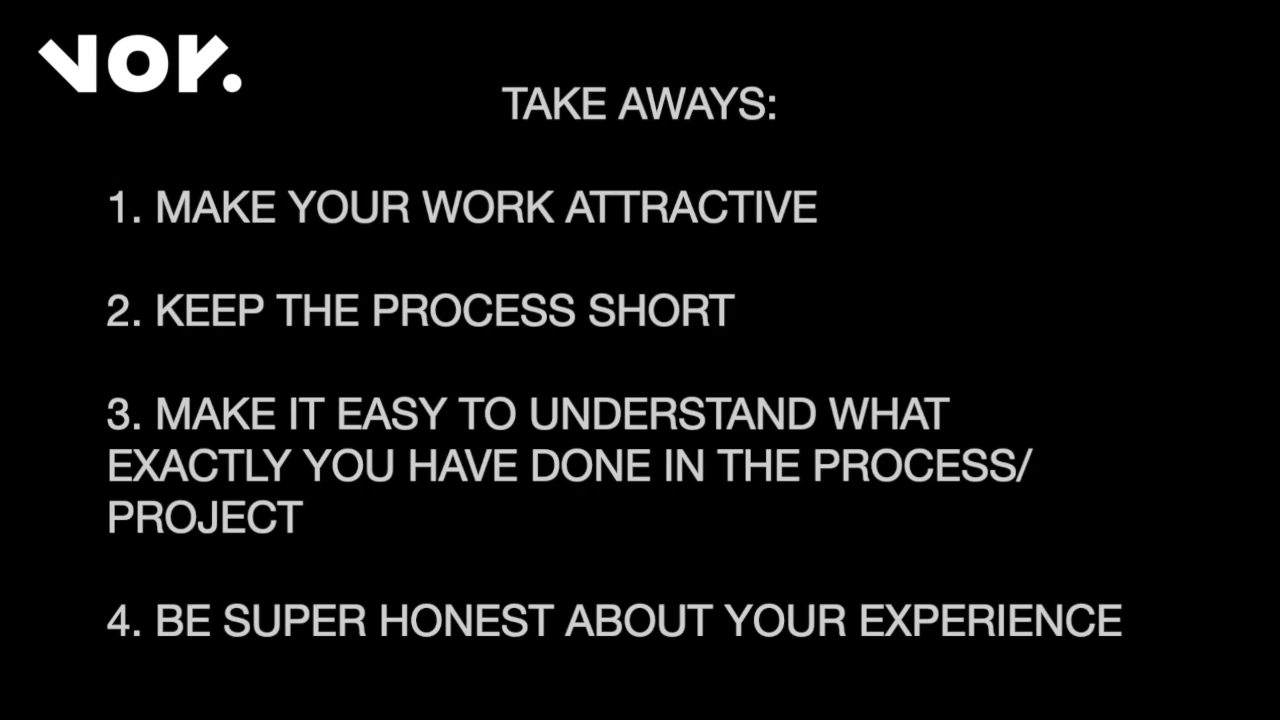 VOY.
TAKE AWAYS:
1. MAKE YOUR WORK ATTRACTIVE
2. KEEP THE PROCESS SHORT
3. MAKE IT EASY TO UNDERSTAND WHAT
EXACTLY YOU HAVE DONE IN THE PROCESS/
PROJECT
4. BE SUPER HONEST ABOUT YOUR EXPERIENCE